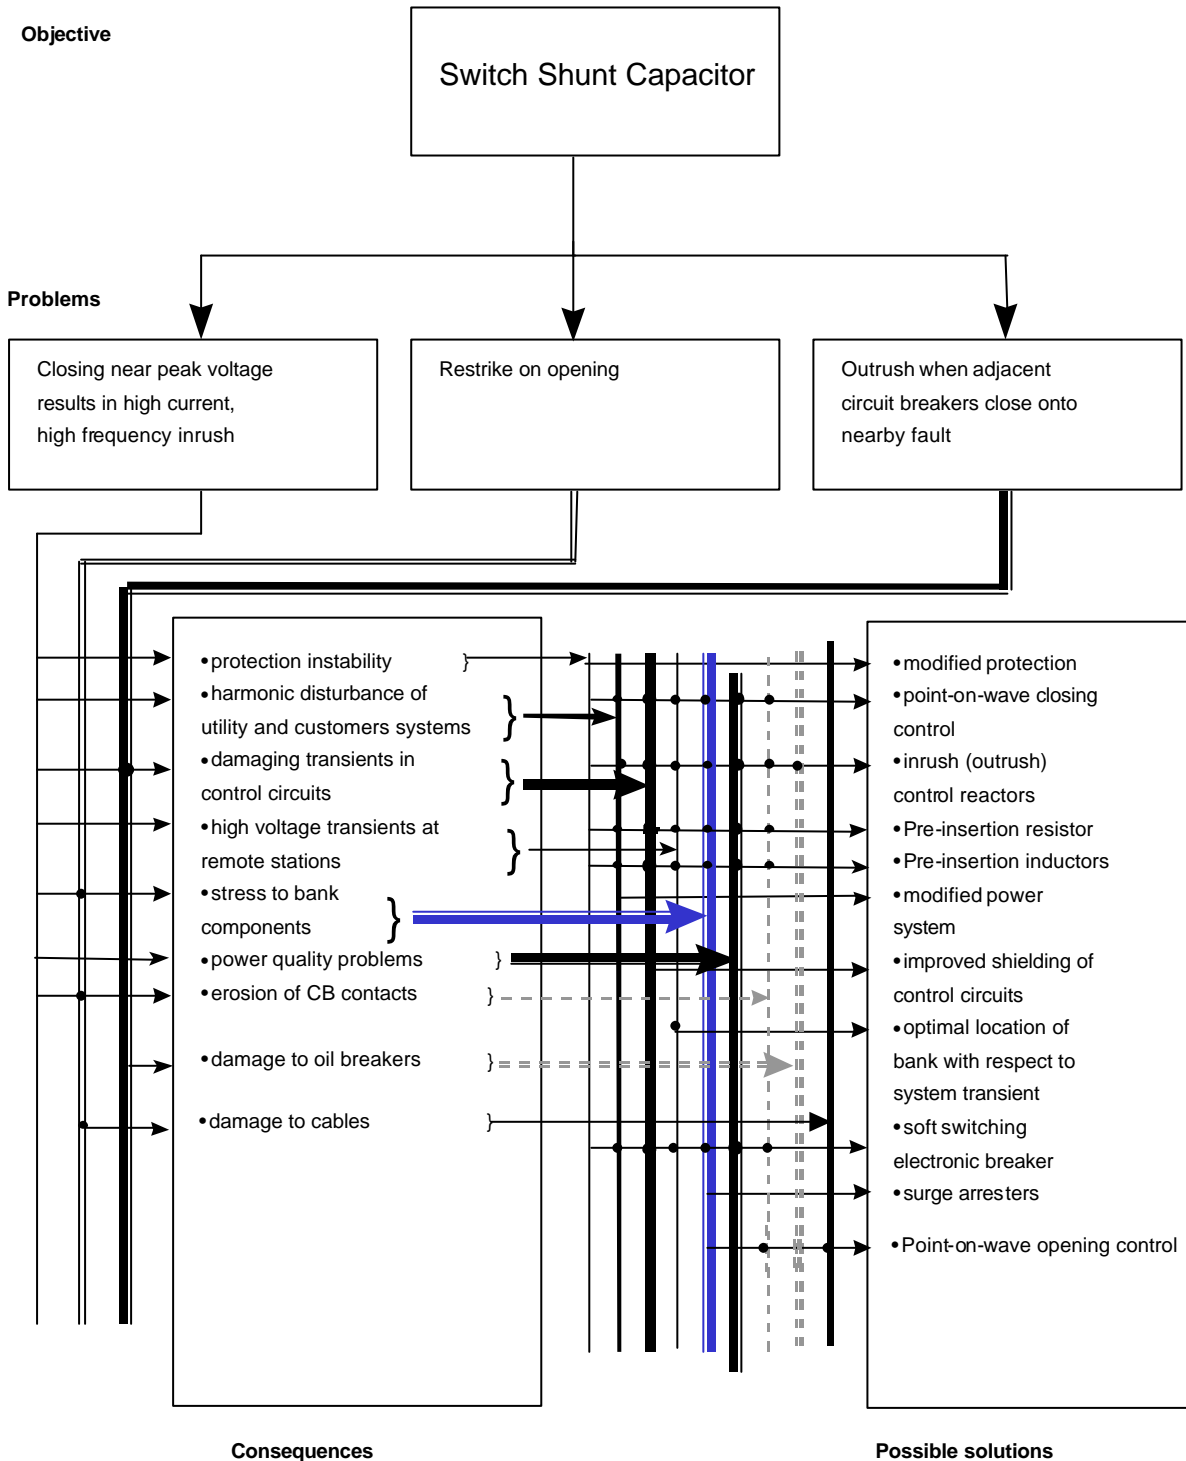 Objective
Switch Shunt Capacitor
Problems
Closing near peak voltage
results in high current,
high frequency inrush
Restrike on opening
Outrush when adjacent
circuit breakers close onto
nearby fault
•protection instability }
•harmonic disturbance of
utility and customers systems }
•damaging transients in
control circuits }
•high voltage transients at
remote stations }
•stress to bank
components }
•power quality problems }
•erosion of CB contacts }
•damage to oil breakers }
•damage to cables }
•modified protection
•point-on-wave closing
control
•inrush (outrush)
control reactors
•Pre-insertion resistor
•Pre-insertion inductors
•modified power
system
•improved shielding of
control circuits
•optimal location of
bank with respect to
system transient
•soft switching
electronic breaker
•surge arresters
•Point-on-wave opening control
Consequences
Possible solutions